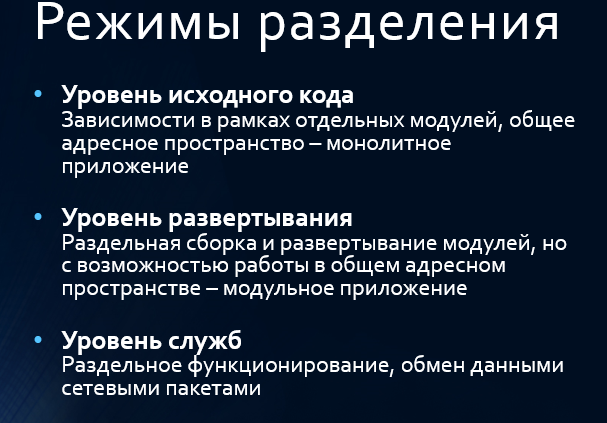 Режимы разделения
• Уровень исходного кода
Зависимости в рамках отдельных модулей, общее
адресное пространство – монолитное
приложение
• Уровень развертывания
Раздельная сборка и развертывание модулей, но
с возможностью работы в общем адресном
пространстве – модульное приложение
• Уровень служб
Раздельное функционирование, обмен данными
сетевыми пакетами